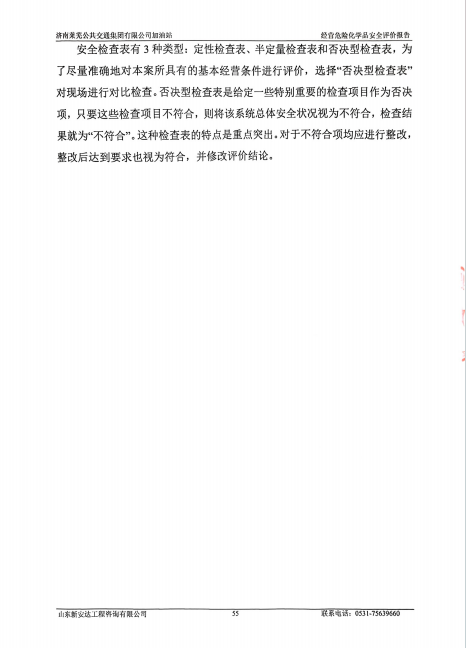 济南莱芜公共交通集团有限公司加油站 经营危险化学品安全评价报告
安全检查表有 3 种类型：定性检查表、半定量检查表和否决型检查表，为
了尽量准确地对本案所具有的基本经营条件进行评价，选择“否决型检查表”
对现场进行对比检查。否决型检查表是给定一些特别重要的检查项目作为否决
项，只要这些检查项目不符合，则将该系统总体安全状况视为不符合，检查结
果就为“不符合”。这种检查表的特点是重点突出。对于不符合项均应进行整改，
整改后达到要求也视为符合，并修改评价结论。
山东新安达工程咨询有限公司 55 联系电话：0531-75639660